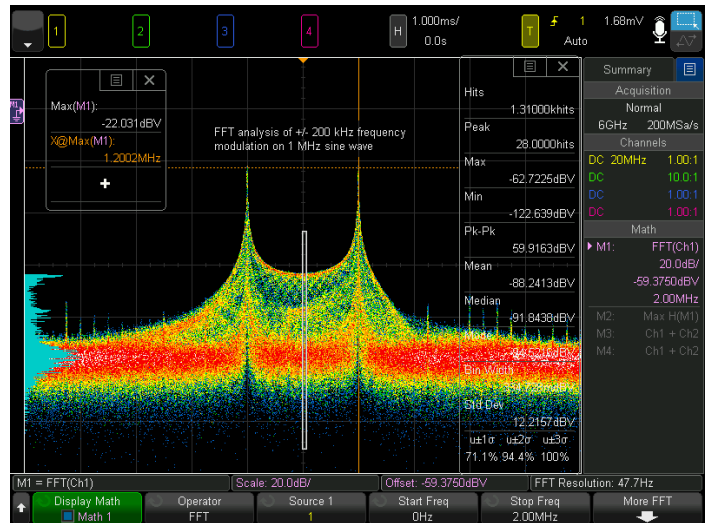 1
2
3
4
H
1.000ms/
0.0s
T
1
1.68mV
Auto
M1
Max(M1):
-22.031dBV
X@Max(M1):
1.2002MHz
FFT analysis of +/- 200 kHz frequency
modulation on 1 MHz sine wave
Hits
1.31000khits
Peak
28.0000hits
Max
-62.7225dBV
Min
-122.639dBV
Pk-Pk
59.9163dBV
Mean
-88.2413dBV
Median
-91.8438dBV
Mode
Bin Width
Std Dev
12.2157dBV
u±1σ u±2σ u±3σ
71.1% 94.4% 100%
Summary
Acquisition
Normal
6GHz 200MSa/s
Channels
DC 20MHz 1.00:1
DC 10.0:1
DC 1.00:1
DC 1.00:1
Math
M1: FFT(Ch1)
20.0dB/
-59.3750dBV
2.00MHz
M2: Max H(M1)
M3: Ch1 + Ch2
M4: Ch1 + Ch2
M1 = FFT(Ch1)
Scale: 20.0dB/
Offset: -59.3750dBV
FFT Resolution: 47.7Hz
Display Math
Math 1
Operator
FFT
Source 1
1
Start Freq
0Hz
Stop Freq
2.00MHz
More FFT